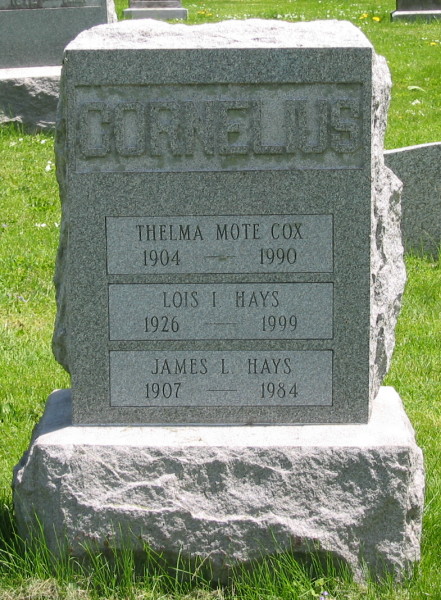 CORNELIUS
THELMA MOTE COX
1904 — 1990
LOIS I HAYS
1926 — 1999
JAMES L. HAYS
1907 — 1984